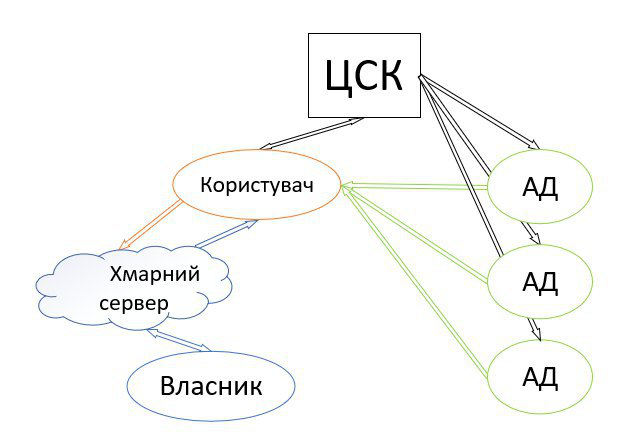 ЦСК
Користувач
АД
Хмарний
сервер
АД
Власник
АД